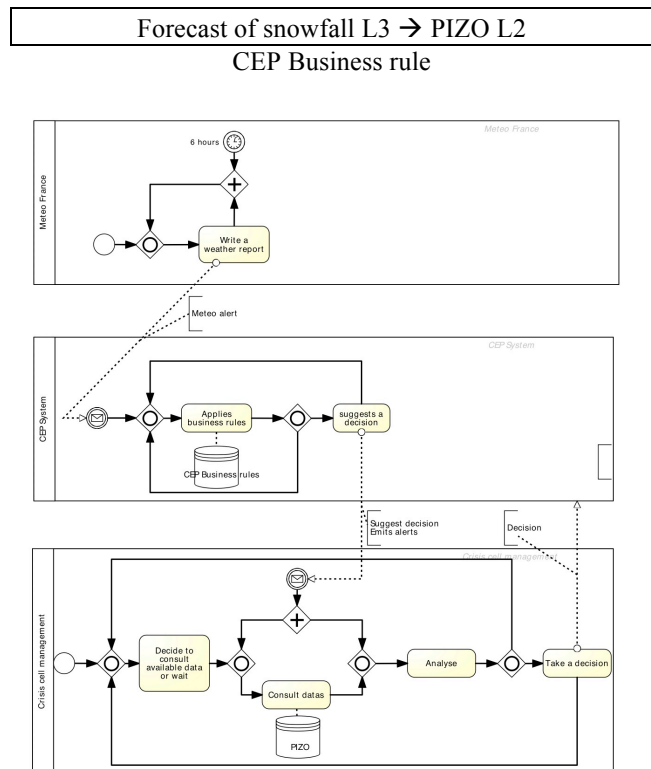 Forecast of snowfall L3 → PIZO L2
CEP Business rule
Meteo France
Meteo France
6 hours
Write a
weather report
Meteo alert
CEP System
CEP System
Applies
business rules
suggests a
decision
CEP Business rules
Suggest decision
Emits alerts
Decision
Crisis cell management
Crisis cell management
Decide to
consult
available data
or wait
Analyse
Take a decision
Consult datas
PIZO